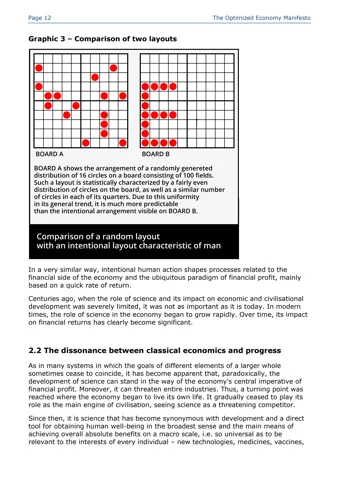 Page 12
The Optimized Economy Manifesto
Graphic 3 – Comparison of two layouts
BOARD A
BOARD B
BOARD A shows the arrangement of a randomly genereted
distribution of 16 circles on a board consisting of 100 fields.
Such a layout is statistically characterized by a fairly even
distribution of circles on the board, as well as a similar number
of circles in each of its quarters. Due to this uniformity
in its general trend, it is much more predictable
than the intentional arrangement visible on BOARD B.
Comparison of a random layout
with an intentional layout characteristic of man
In a very similar way, intentional human action shapes processes related to the
financial side of the economy and the ubiquitous paradigm of financial profit, mainly
based on a quick rate of return.
Centuries ago, when the role of science and its impact on economic and civilisational
development was severely limited, it was not as important as it is today. In modern
times, the role of science in the economy began to grow rapidly. Over time, its impact
on financial returns has clearly become significant.
2.2 The dissonance between classical economics and progress
As in many systems in which the goals of different elements of a larger whole
sometimes cease to coincide, it has become apparent that, paradoxically, the
development of science can stand in the way of the economy's central imperative of
financial profit. Moreover, it can threaten entire industries. Thus, a turning point was
reached where the economy began to live its own life. It gradually ceased to play its
role as the main engine of civilisation, seeing science as a threatening competitor.
Since then, it is science that has become synonymous with development and a direct
tool for obtaining human well-being in the broadest sense and the main means of
achieving overall absolute benefits on a macro scale, i.e. so universal as to be
relevant to the interests of every individual – new technologies, medicines, vaccines,